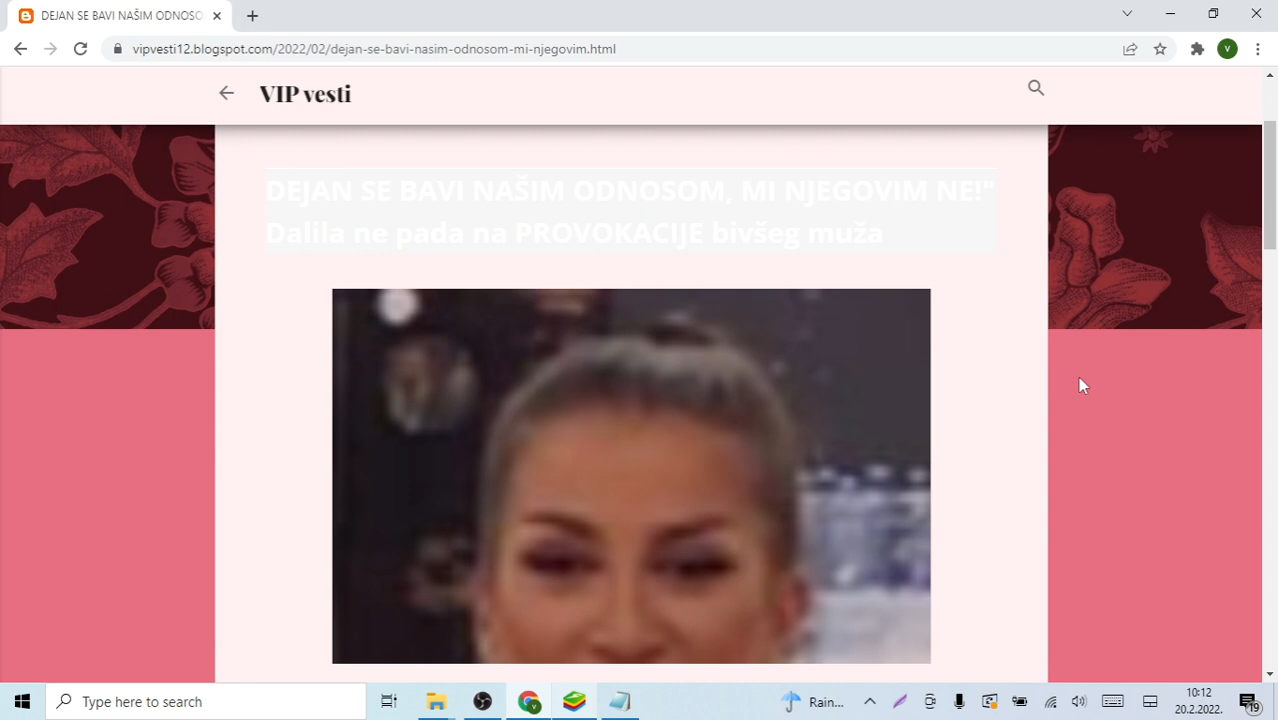 DEJAN SE BAVI NAŠIM ODNOSO
vipvesti12.blogspot.com/2022/02/dejan-se-bavi-nasim-odnosom-mi-njegovim.html
V
VIP vesti
DEJAN SE BAVI NAŠIM ODNOSOM, MI NJEGOVIM NE!"
Dalila ne pada na PROVOKACIJE bivšeg muža
Type here to search
Rain...
10:12
20.2.2022.
19